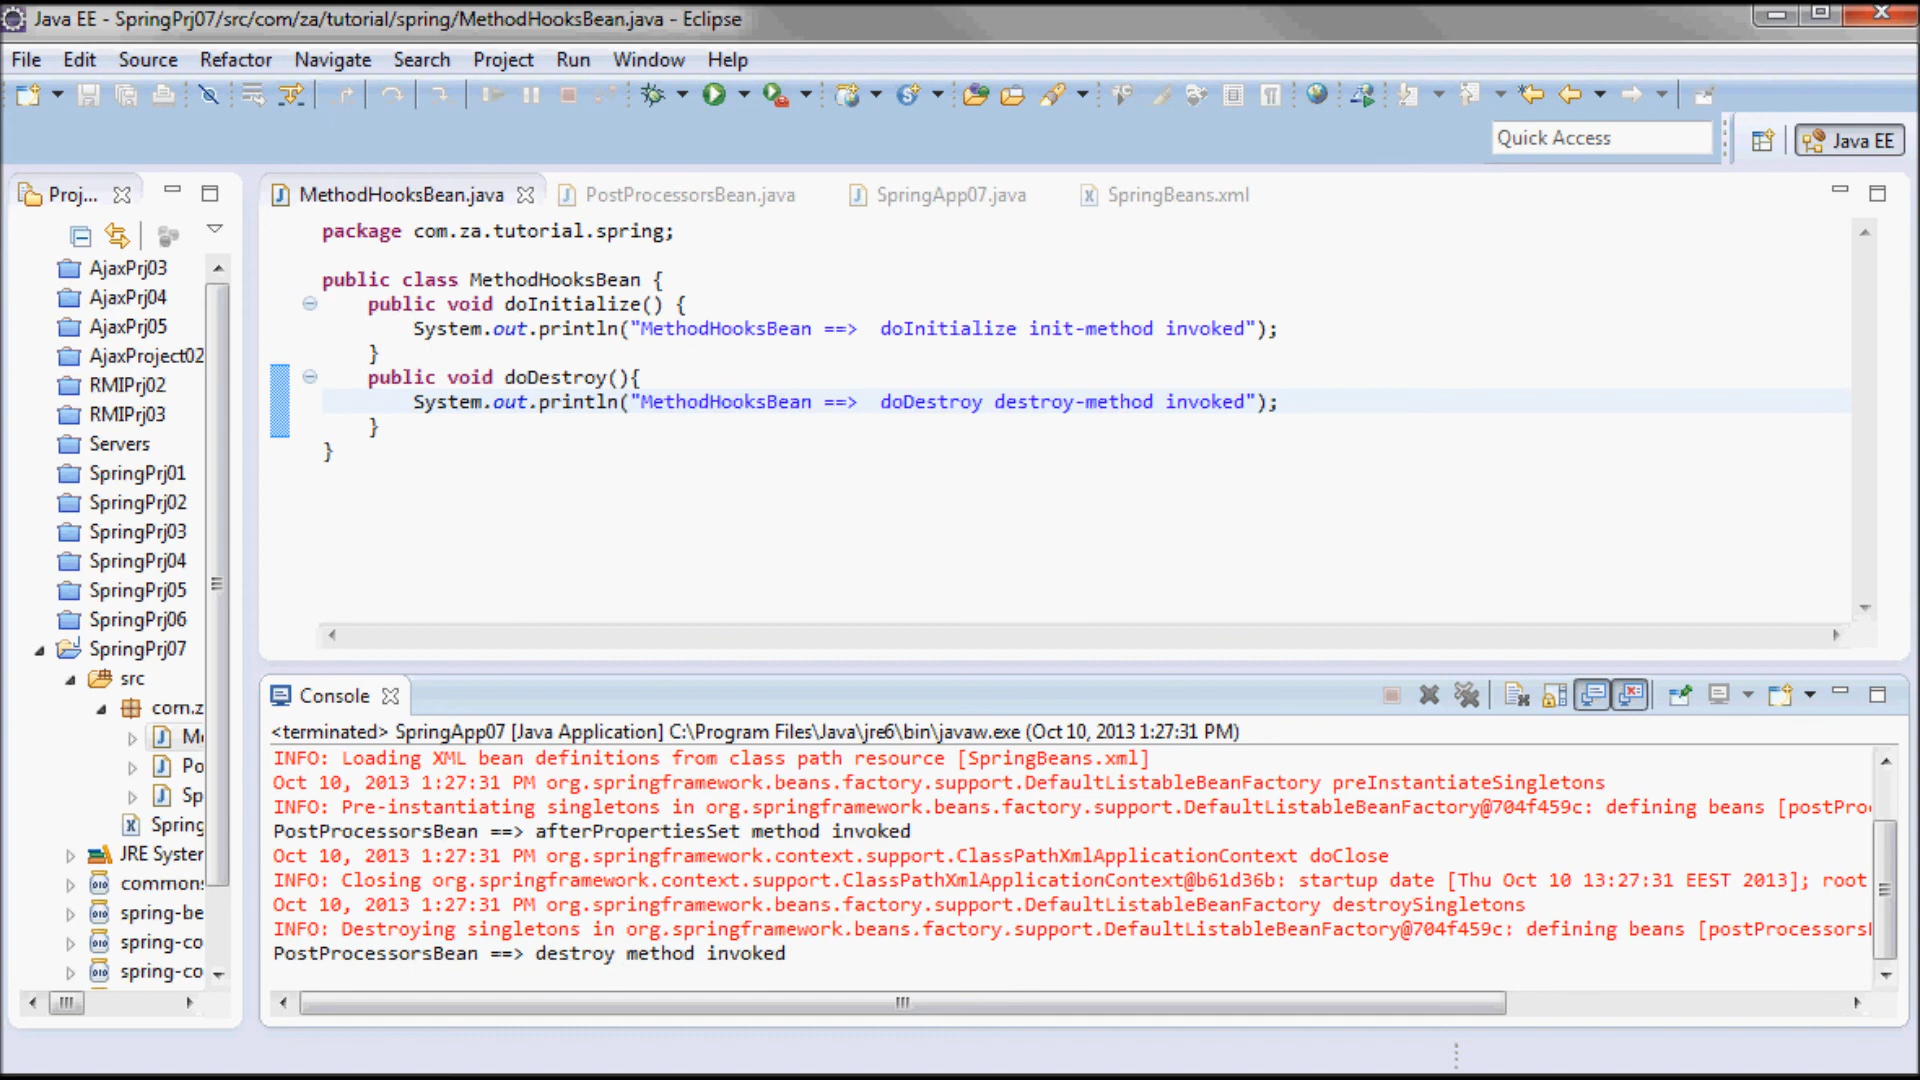 Java EE - SpringPrj07/src/com/za/tutorial/spring/MethodHooksBean.java - Eclipse
File Edit Source Refactor Navigate Search Project Run Window Help
Quick Access
Java EE
Proj...
AjaxPrj03
AjaxPrj04
AjaxPrj05
AjaxProject02
RMIPrj02
RMIPrj03
Servers
SpringPrj01
SpringPrj02
SpringPrj03
SpringPrj04
SpringPrj05
SpringPrj06
SpringPrj07
src
com.z
Me
Po
Sp
Spring
JRE System
commons
spring-be
spring-co
spring-co
MethodHooksBean.java PostProcessorsBean.java SpringApp07.java SpringBeans.xml
package com.za.tutorial.spring;
public class MethodHooksBean {
public void doInitialize() {
System.out.println("MethodHooksBean ==>  doInitialize init-method invoked");
}
public void doDestroy(){
System.out.println("MethodHooksBean ==>  doDestroy destroy-method invoked");
}
}
Console
<terminated> SpringApp07 [Java Application] C:\Program Files\Java\jre6\bin\javaw.exe (Oct 10, 2013 1:27:31 PM)
INFO: Loading XML bean definitions from class path resource [SpringBeans.xml]
Oct 10, 2013 1:27:31 PM org.springframework.beans.factory.support.DefaultListableBeanFactory preInstantiateSingletons
INFO: Pre-instantiating singletons in org.springframework.beans.factory.support.DefaultListableBeanFactory@704f459c: defining beans [postPro
PostProcessorsBean ==> afterPropertiesSet method invoked
Oct 10, 2013 1:27:31 PM org.springframework.context.support.ClassPathXmlApplicationContext doClose
INFO: Closing org.springframework.context.support.ClassPathXmlApplicationContext@b61d36b: startup date [Thu Oct 10 13:27:31 EEST 2013]; root
Oct 10, 2013 1:27:31 PM org.springframework.beans.factory.support.DefaultListableBeanFactory destroySingletons
INFO: Destroying singletons in org.springframework.beans.factory.support.DefaultListableBeanFactory@704f459c: defining beans [postProcessors
PostProcessorsBean ==> destroy method invoked